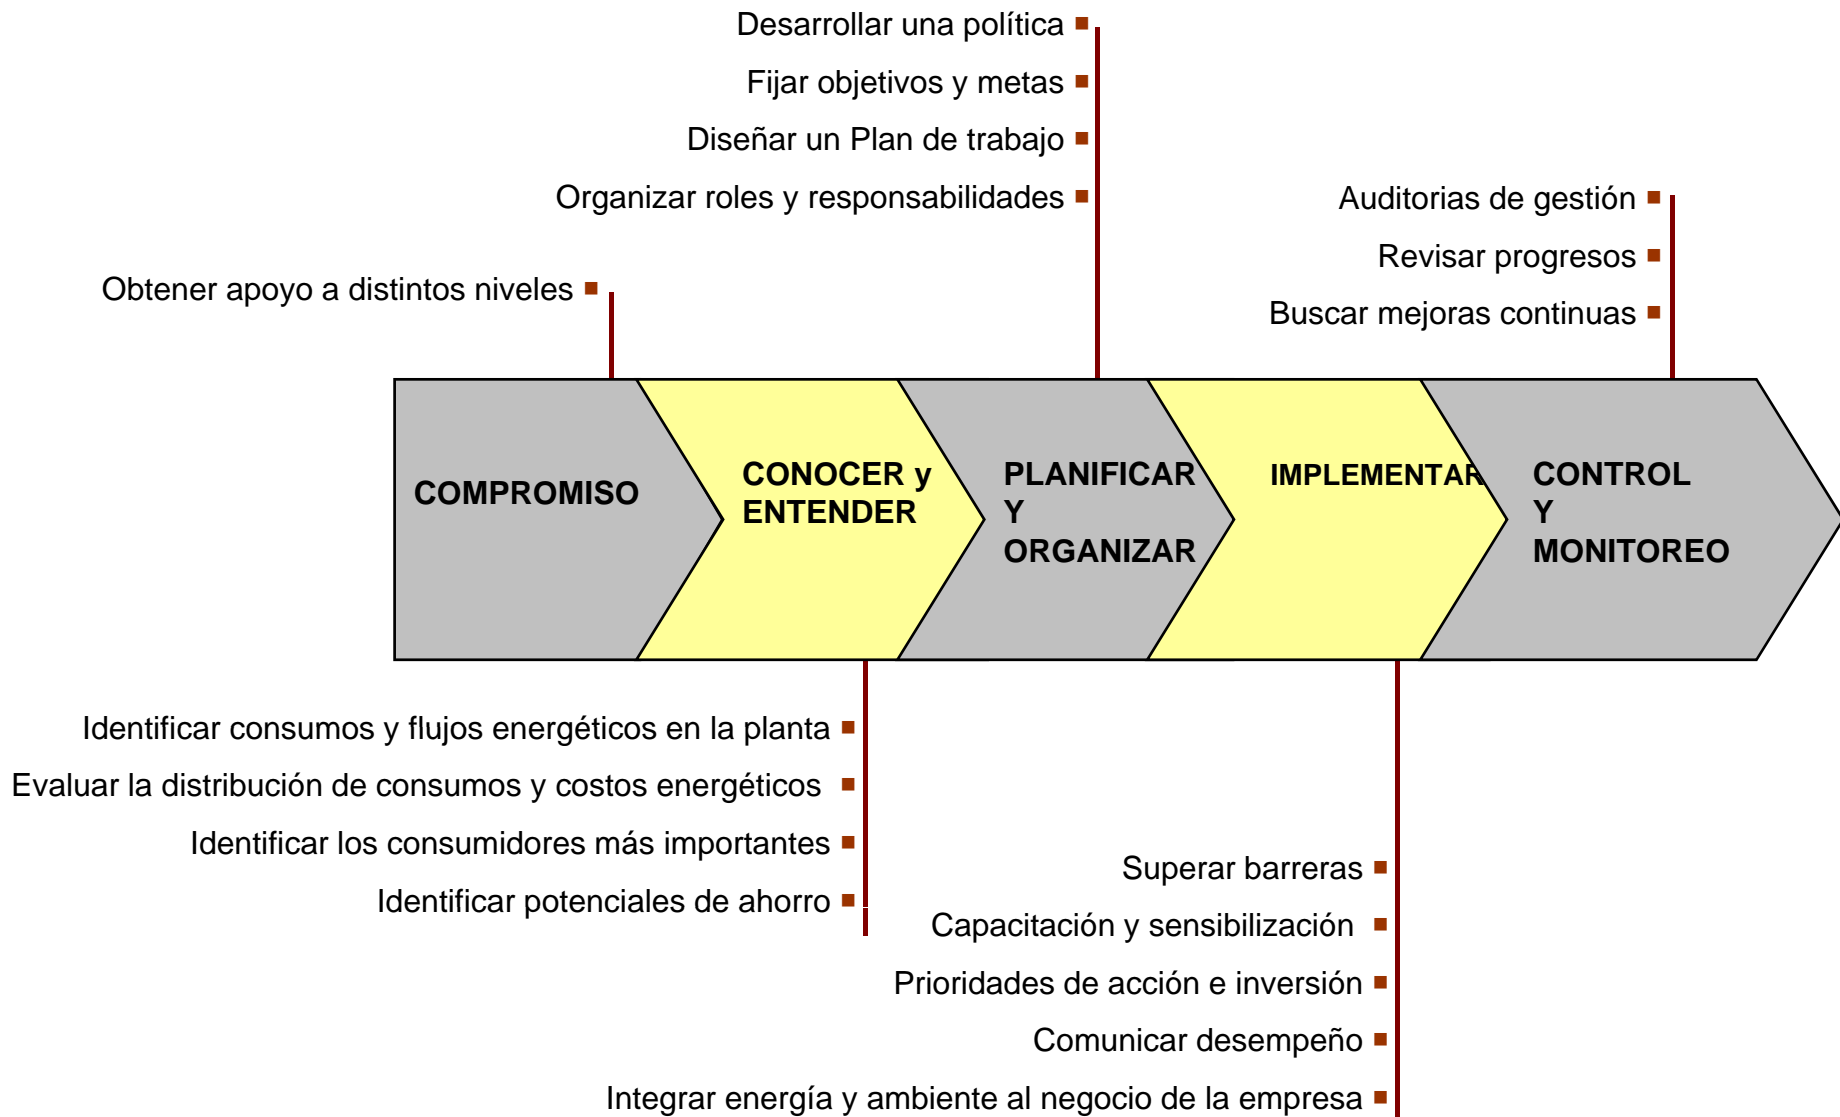 Desarrollar una política
Fijar objetivos y metas
Diseñar un Plan de trabajo
Organizar roles y responsabilidades
Auditorias de gestión
Revisar progresos
Buscar mejoras continuas
Obtener apoyo a distintos niveles
COMPROMISO
CONOCER y
ENTENDER
PLANIFICAR
Y
ORGANIZAR
IMPLEMENTAR
CONTROL
Y
MONITOREO
Identificar consumos y flujos energéticos en la planta
Evaluar la distribución de consumos y costos energéticos
Identificar los consumidores más importantes
Identificar potenciales de ahorro
Superar barreras
Capacitación y sensibilización
Prioridades de acción e inversión
Comunicar desempeño
Integrar energía y ambiente al negocio de la empresa